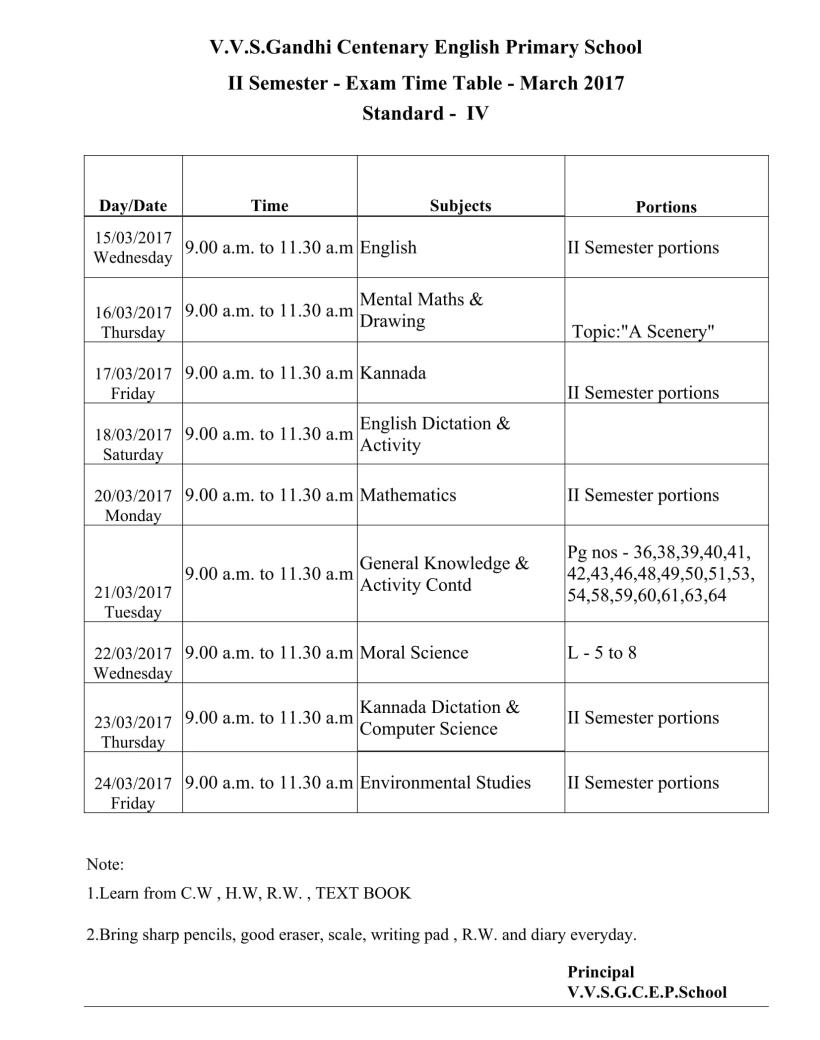 V.V.S.Gandhi Centenary English Primary School
II Semester - Exam Time Table - March 2017
Standard - IV
Day/Date Time Subjects Portions
15/03/2017
Wednesday 9.00 a.m. to 11.30 a.m English II Semester portions
16/03/2017
Thursday 9.00 a.m. to 11.30 a.m Mental Maths &
Drawing Topic:"A Scenery"
17/03/2017
Friday 9.00 a.m. to 11.30 a.m Kannada II Semester portions
18/03/2017
Saturday 9.00 a.m. to 11.30 a.m English Dictation &
Activity
20/03/2017
Monday 9.00 a.m. to 11.30 a.m Mathematics II Semester portions
21/03/2017
Tuesday 9.00 a.m. to 11.30 a.m General Knowledge &
Activity Contd Pg nos - 36,38,39,40,41,
42,43,46,48,49,50,51,53,
54,58,59,60,61,63,64
22/03/2017
Wednesday 9.00 a.m. to 11.30 a.m Moral Science L - 5 to 8
23/03/2017
Thursday 9.00 a.m. to 11.30 a.m Kannada Dictation &
Computer Science II Semester portions
24/03/2017
Friday 9.00 a.m. to 11.30 a.m Environmental Studies II Semester portions
Note:
1.Learn from C.W , H.W, R.W. , TEXT BOOK
2.Bring sharp pencils, good eraser, scale, writing pad , R.W. and diary everyday.
Principal
V.V.S.G.C.E.P.School